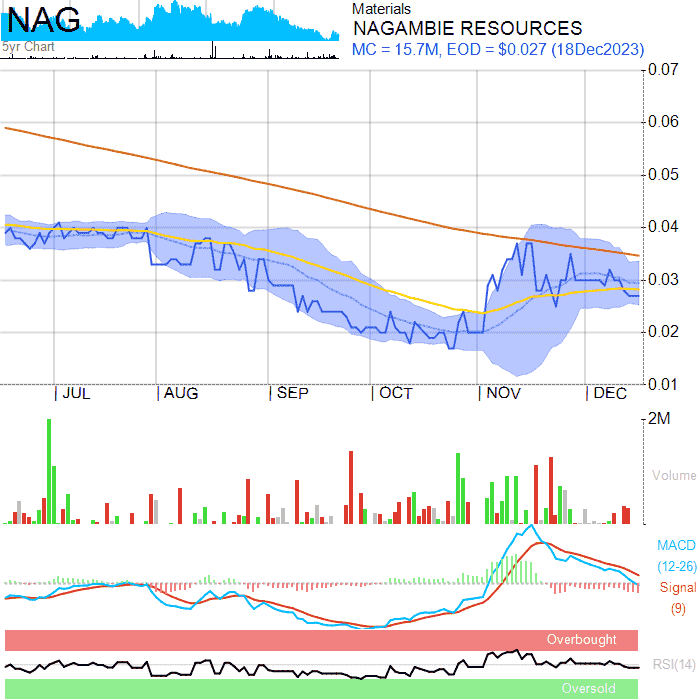 NAG
5yr Chart
Materials
NAGAMBIE RESOURCES
MC = 15.7M, EOD = $0.027 (18Dec2023)
0.07
0.06
0.05
0.04
0.03
0.02
0.01
JUL AUG SEP OCT NOV DEC
2M
Volume
MACD
(12-26)
Signal
(9)
Overbought
RSI(14)
Oversold